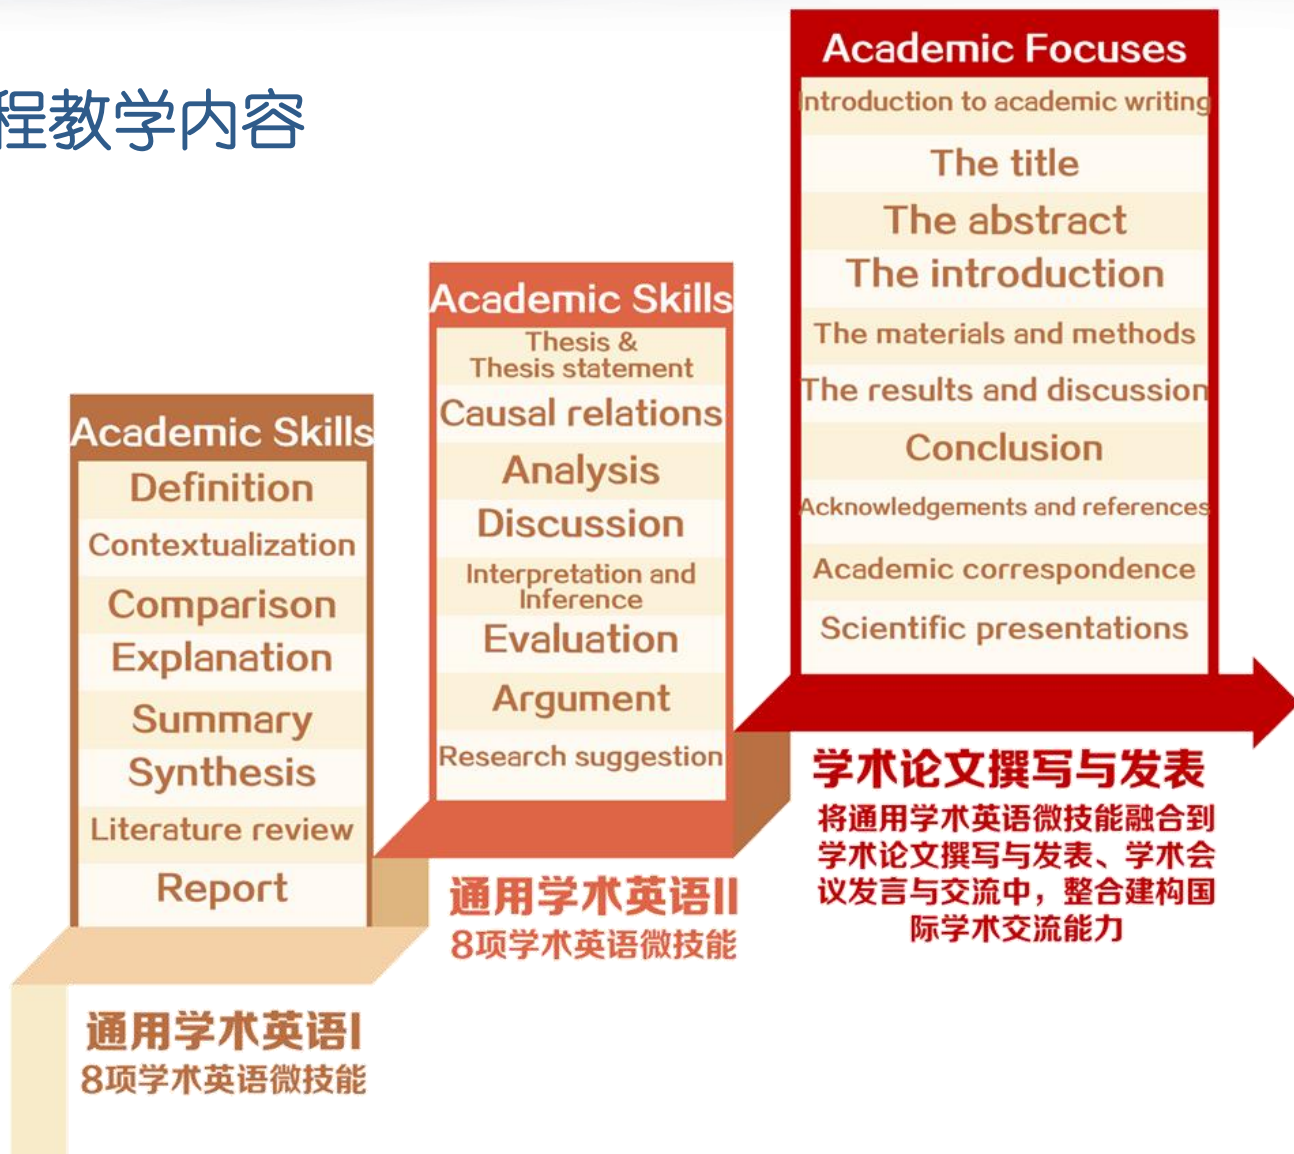 程教学内容
Academic Skills
Definition
Contextualization
Comparison
Explanation
Summary
Synthesis
Literature review
Report
通用学术英语I
8项学术英语微技能
Academic Skills
Thesis &
Thesis statement
Causal relations
Analysis
Discussion
Interpretation and
Inference
Evaluation
Argument
Research suggestion
通用学术英语II
8项学术英语微技能
Academic Focuses
Introduction to academic writing
The title
The abstract
The introduction
The materials and methods
The results and discussion
Conclusion
Acknowledgements and references
Academic correspondence
Scientific presentations
学术论文撰写与发表
将通用学术英语微技能融合到
学术论文撰写与发表、学术会
议发言与交流中，整合建构国
际学术交流能力